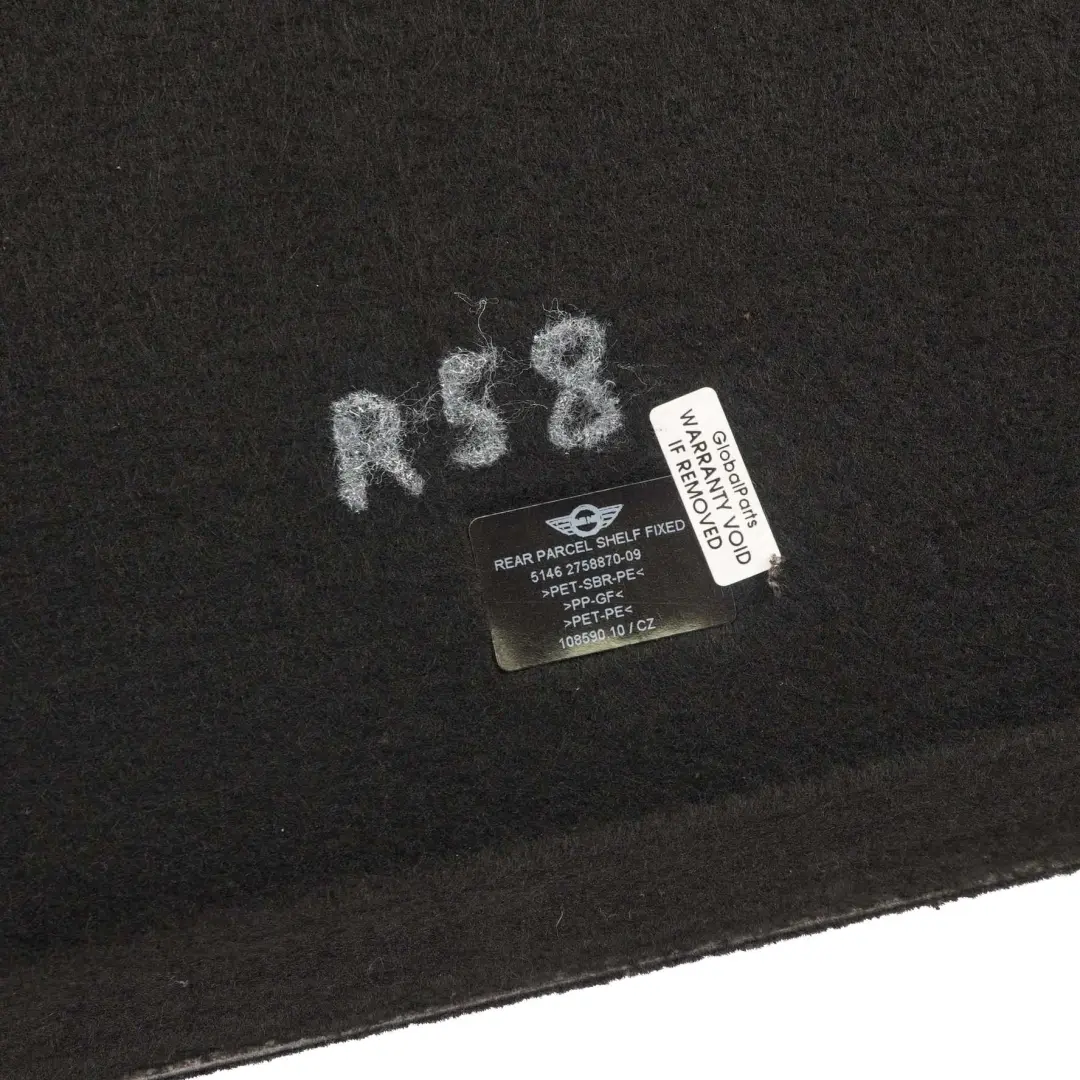 R58
REAR PARCEL SHELF FIXED
5146 2758870-09
>PET-SBR-PE<
>PP-GF<
>PET-PE<
108590.10 / CZ
GlobalParts
WARRANTY VOID
IF REMOVED